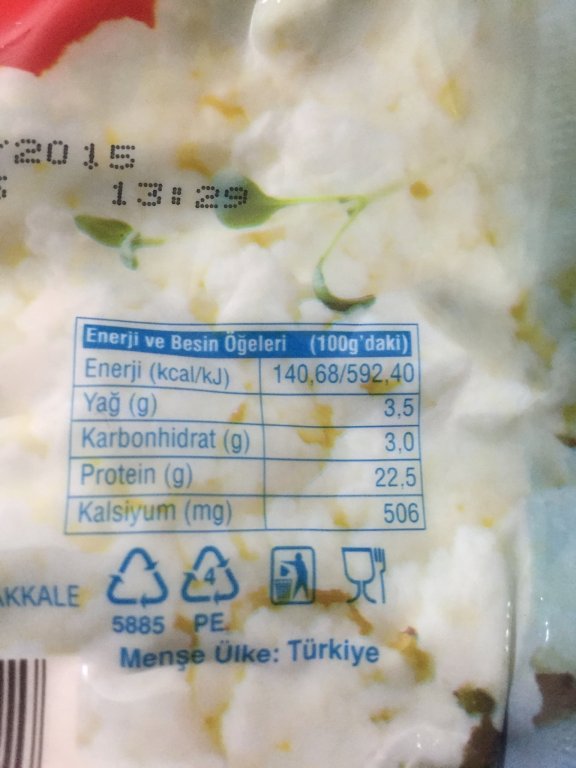 2015
13:29
Enerji ve Besin Öğeleri (100g'daki)
Enerji (kcal/kJ) 140,68/592,40
Yağ (g) 3,5
Karbonhidrat (g) 3,0
Protein (g) 22,5
Kalsiyum (mg) 506
AKKALE
4
5885 PE
Menşe Ülke: Türkiye